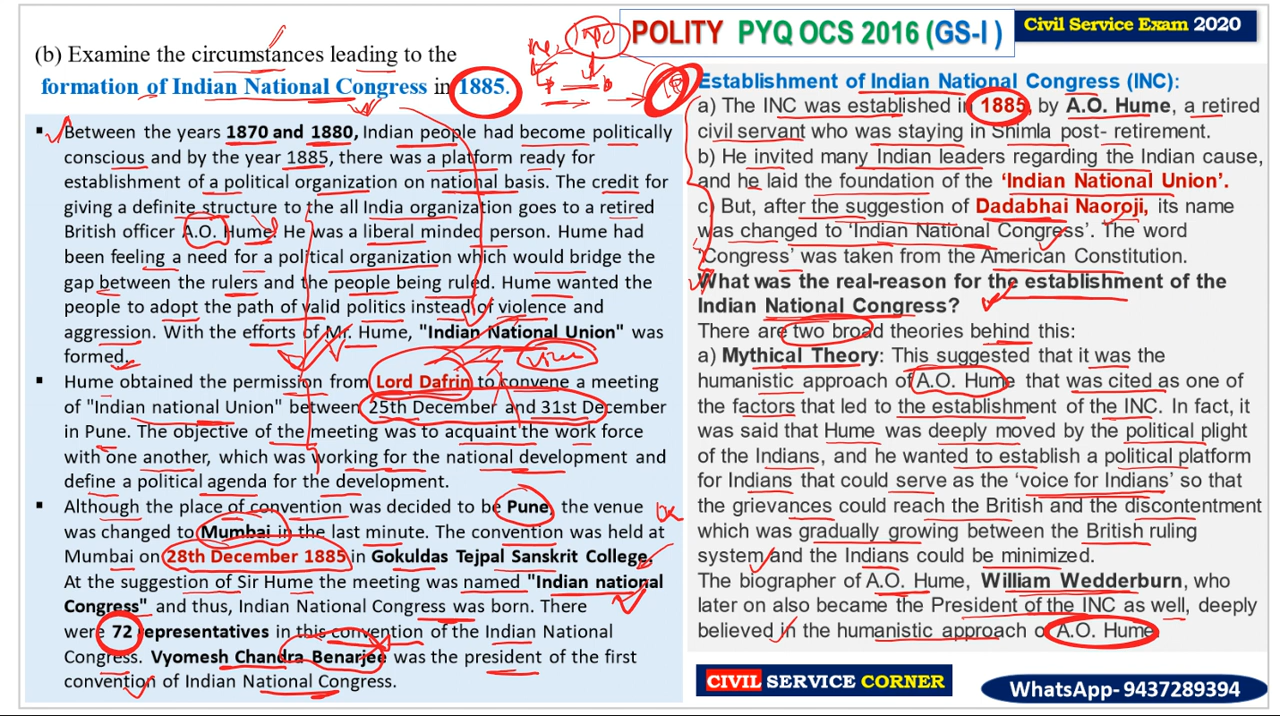 POLITY PYQ OCS 2016 (GS-I )
Civil Service Exam 2020
(b) Examine the circumstances leading to the
formation of Indian National Congress in 1885.
▪ Between the years 1870 and 1880, Indian people had become politically
conscious and by the year 1885, there was a platform ready for
establishment of a political organization on national basis. The credit for
giving a definite structure to the all India organization goes to a retired
British officer A.O. Hume. He was a liberal minded person. Hume had
been feeling a need for a political organization which would bridge the
gap between the rulers and the people being ruled. Hume wanted the
people to adopt the path of valid politics instead of violence and
aggression. With the efforts of Mr. Hume, "Indian National Union" was
formed.
▪ Hume obtained the permission from Lord Dafrin to convene a meeting
of "Indian national Union" between 25th December and 31st December
in Pune. The objective of the meeting was to acquaint the work force
with one another, which was working for the national development and
define a political agenda for the development.
▪ Although the place of convention was decided to be Pune, the venue
was changed to Mumbai in the last minute. The convention was held at
Mumbai on 28th December 1885 in Gokuldas Tejpal Sanskrit College.
At the suggestion of Sir Hume the meeting was named "Indian national
Congress" and thus, Indian National Congress was born. There
were 72 representatives in this convention of the Indian National
Congress. Vyomesh Chandra Benarjee was the president of the first
convention of Indian National Congress.
Establishment of Indian National Congress (INC):
a) The INC was established in 1885 by A.O. Hume, a retired
civil servant who was staying in Shimla post- retirement.
b) He invited many Indian leaders regarding the Indian cause,
and he laid the foundation of the ‘Indian National Union’.
c) But, after the suggestion of Dadabhai Naoroji, its name
was changed to ‘Indian National Congress’. The word
‘Congress’ was taken from the American Constitution.
What was the real-reason for the establishment of the
Indian National Congress?
There are two broad theories behind this:
a) Mythical Theory: This suggested that it was the
humanistic approach of A.O. Hume that was cited as one of
the factors that led to the establishment of the INC. In fact, it
was said that Hume was deeply moved by the political plight
of the Indians, and he wanted to establish a political platform
for Indians that could serve as the ‘voice for Indians’ so that
the grievances could reach the British and the discontentment
which was gradually growing between the British ruling
system and the Indians could be minimized.
The biographer of A.O. Hume, William Wedderburn, who
later on also became the President of the INC as well, deeply
believed in the humanistic approach of A.O. Hume
CIVIL SERVICE CORNER
WhatsApp- 9437289394